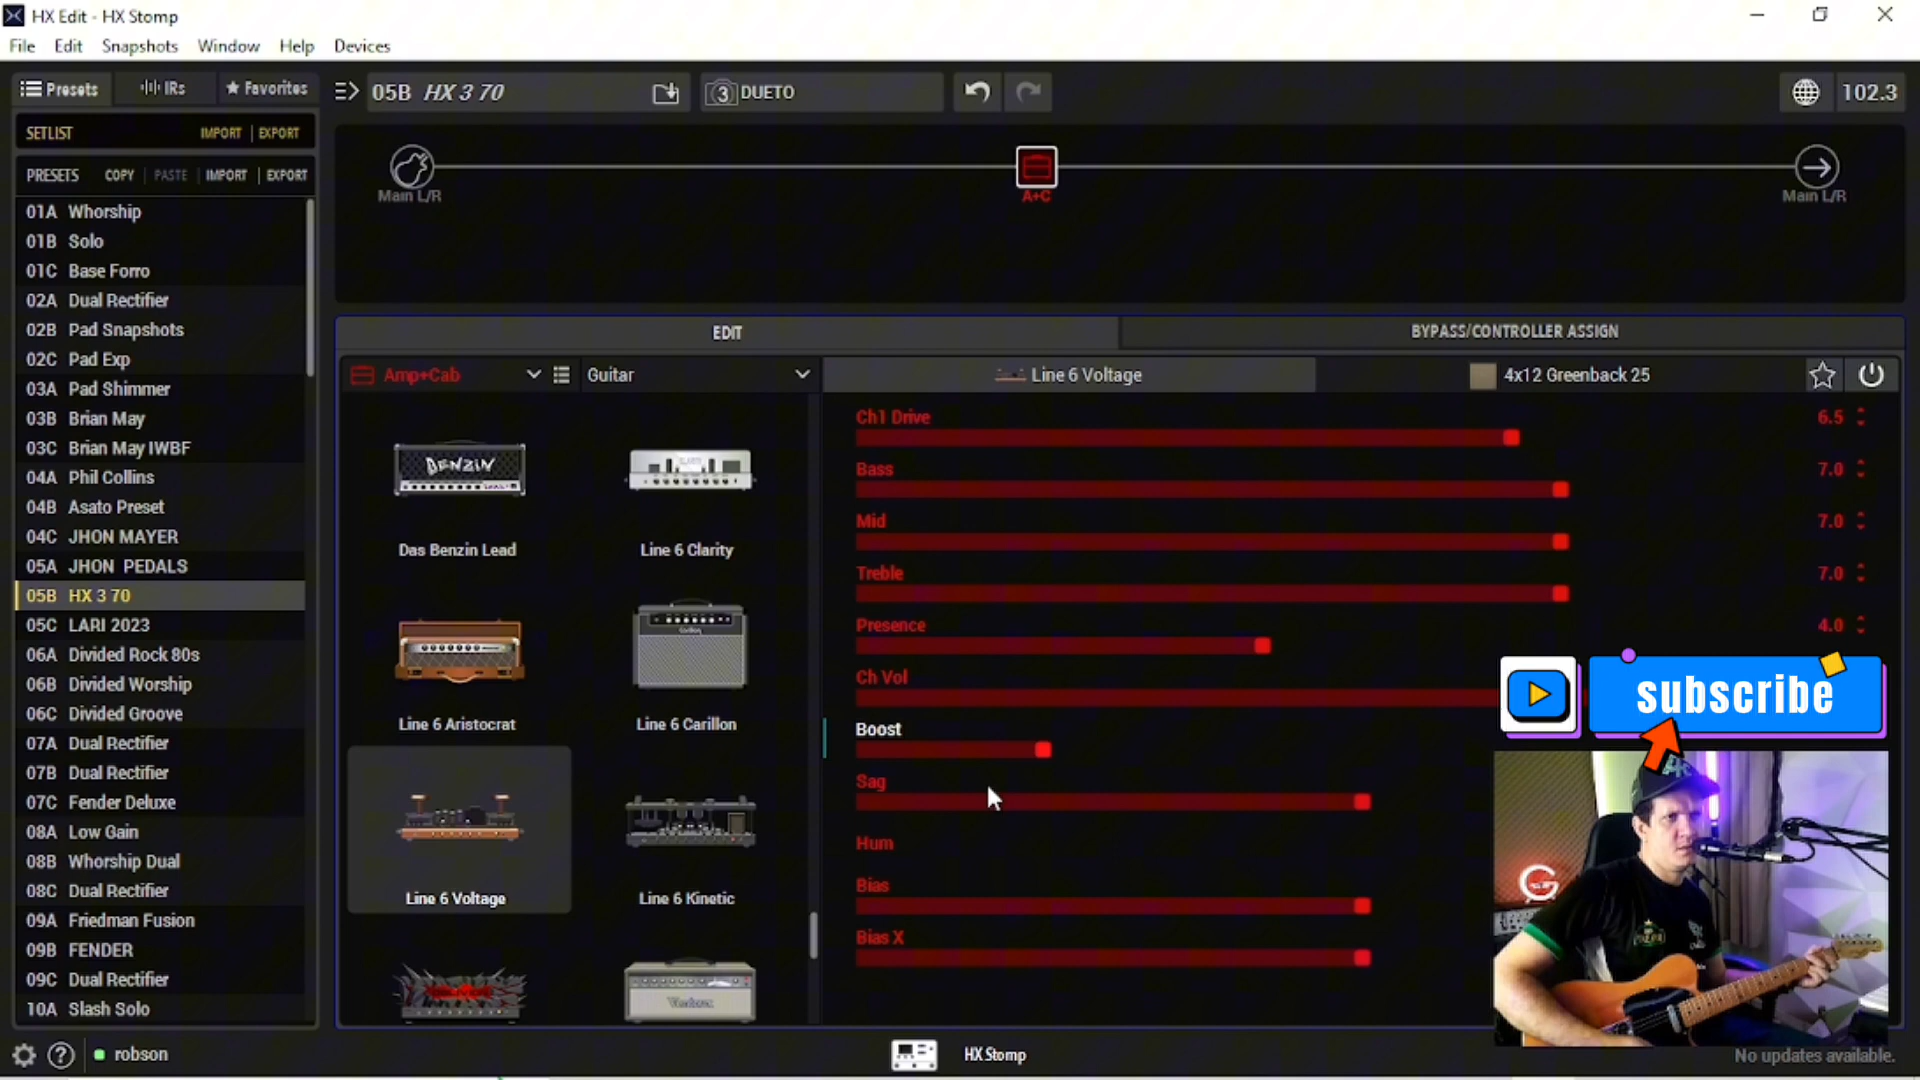 HX Edit - HX Stomp
File Edit Snapshots Window Help Devices
Presets IRs Favorites
05B HX 3 70
3 DUETO
102.3
SETLIST IMPORT | EXPORT
PRESETS COPY | PASTE | IMPORT | EXPORT
01A Whorship
01B Solo
01C Base Forro
02A Dual Rectifier
02B Pad Snapshots
02C Pad Exp
03A Pad Shimmer
03B Brian May
03C Brian May IWBF
04A Phil Collins
04B Asato Preset
04C JHON MAYER
05A JHON PEDALS
05B HX 3 70
05C LARI 2023
06A Divided Rock 80s
06B Divided Worship
06C Divided Groove
07A Dual Rectifier
07B Dual Rectifier
07C Fender Deluxe
08A Low Gain
08B Whorship Dual
08C Dual Rectifier
09A Friedman Fusion
09B FENDER
09C Dual Rectifier
10A Slash Solo
Main L/R
A+C
Main L/R
EDIT
BYPASS/CONTROLLER ASSIGN
Amp+Cab
Guitar
Line 6 Voltage
4x12 Greenback 25
BENZIN
Das Benzin Lead
Line 6 Clarity
Line 6 Aristocrat
Line 6 Carillon
Line 6 Voltage
Line 6 Kinetic
Ch1 Drive 6.5
Bass 7.0
Mid 7.0
Treble 7.0
Presence 4.0
Ch Vol
Boost
Sag
Hum
Bias
Bias X
subscribe
robson
HX Stomp
No updates available.